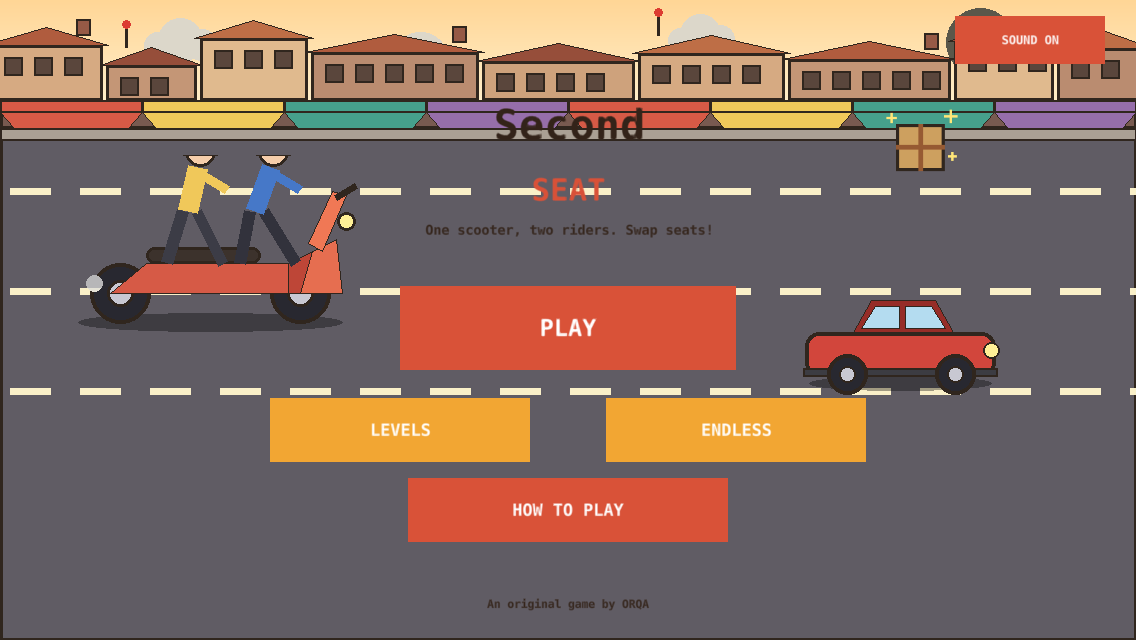 SOUND ON
Second
SEAT
One scooter, two riders. Swap seats!
PLAY
LEVELS
ENDLESS
HOW TO PLAY
An original game by ORQA